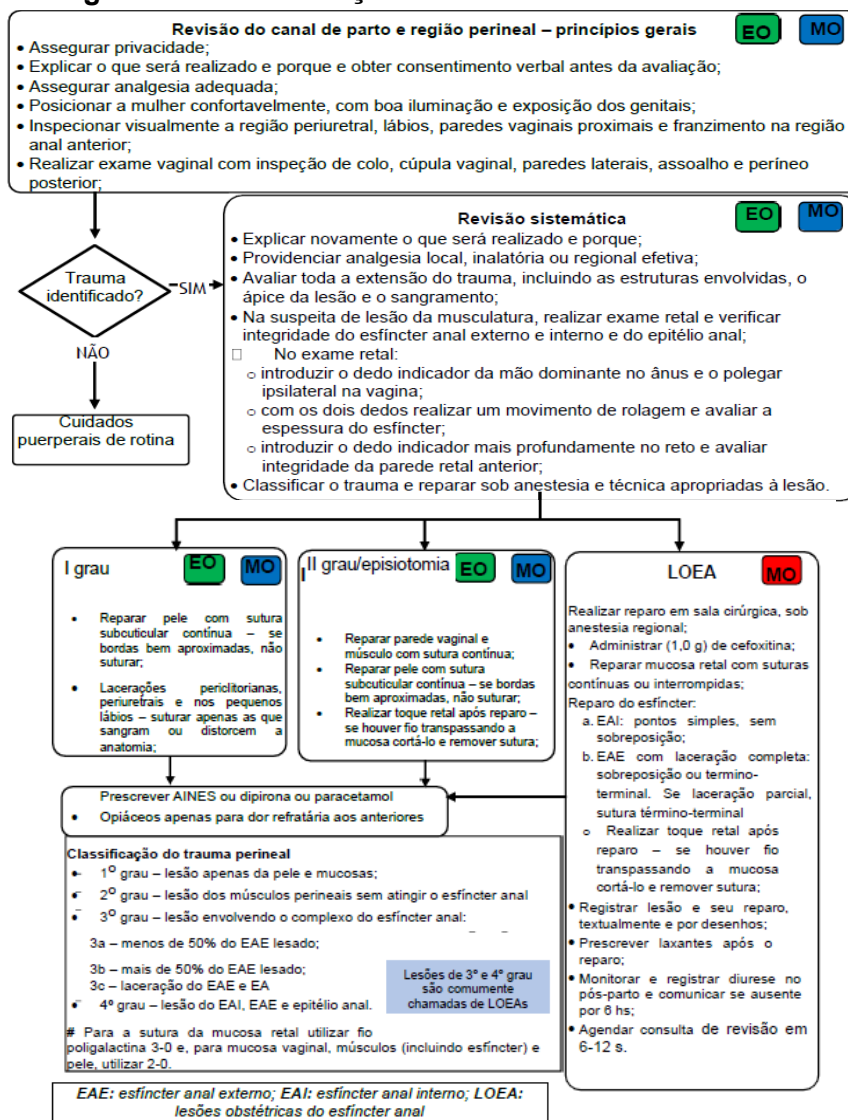 Revisão do canal de parto e região perineal – princípios gerais
EO
MO
• Assegurar privacidade;
• Explicar o que será realizado e porque e obter consentimento verbal antes da avaliação;
• Assegurar analgesia adequada;
• Posicionar a mulher confortavelmente, com boa iluminação e exposição dos genitais;
• Inspecionar visualmente a região periuretral, lábios, paredes vaginais proximais e franzimento na região
anal anterior;
• Realizar exame vaginal com inspeção de colo, cúpula vaginal, paredes laterais, assoalho e períneo
posterior;
Trauma
identificado?
SIM
NÃO
Cuidados
puerperais de rotina
Revisão sistemática
EO
MO
• Explicar novamente o que será realizado e porque;
• Providenciar analgesia local, inalatória ou regional efetiva;
• Avaliar toda a extensão do trauma, incluindo as estruturas envolvidas, o
ápice da lesão e o sangramento;
• Na suspeita de lesão da musculatura, realizar exame retal e verificar
integridade do esfíncter anal externo e interno e do epitélio anal;
□ No exame retal:
o introduzir o dedo indicador da mão dominante no ânus e o polegar
ipsilateral na vagina;
o com os dois dedos realizar um movimento de rolagem e avaliar a
espessura do esfíncter;
o introduzir o dedo indicador mais profundamente no reto e avaliar
integridade da parede retal anterior;
• Classificar o trauma e reparar sob anestesia e técnica apropriadas à lesão.
I grau
EO
MO
• Reparar pele com sutura
subcuticular contínua – se
bordas bem aproximadas, não
suturar;
• Lacerações periclitorianas,
periuretrais e nos pequenos
lábios – suturar apenas as que
sangram ou distorcem a
anatomia;
II grau/episiotomia
EO
MO
• Reparar parede vaginal e
músculo com sutura contínua;
• Reparar pele com sutura
subcuticular contínua – se bordas
bem aproximadas, não suturar;
• Realizar toque retal após reparo –
se houver fio transpassando a
mucosa cortá-lo e remover sutura;
LOEA
MO
Realizar reparo em sala cirúrgica, sob
anestesia regional;
• Administrar (1,0 g) de cefoxitina;
• Reparar mucosa retal com suturas
contínuas ou interrompidas;
Reparo do esfíncter:
a. EAI: pontos simples, sem
sobreposição;
b. EAE com laceração completa:
sobreposição ou termino-
terminal. Se laceração parcial,
sutura término-terminal
o Realizar toque retal após
reparo – se houver fio
transpassando a mucosa
cortá-lo e remover sutura;
• Registrar lesão e seu reparo,
textualmente e por desenhos;
• Prescrever laxantes após o
reparo;
• Monitorar e registrar diurese no
pós-parto e comunicar se ausente
por 6 hs;
• Agendar consulta de revisão em
6-12 s.
Prescrever AINES ou dipirona ou paracetamol
• Opiáceos apenas para dor refratária aos anteriores
Classificação do trauma perineal
• 1º grau – lesão apenas da pele e mucosas;
• 2º grau – lesão dos músculos perineais sem atingir o esfíncter anal
• 3º grau – lesão envolvendo o complexo do esfíncter anal:
3a – menos de 50% do EAE lesado;
3b – mais de 50% do EAE lesado;
3c – laceração do EAE e EA
• 4º grau – lesão do EAI, EAE e epitélio anal.
Lesões de 3º e 4º grau
são comumente
chamadas de LOEAs
# Para a sutura da mucosa retal utilizar fio
poligalactina 3-0 e, para mucosa vaginal, músculos (incluindo esfíncter) e
pele, utilizar 2-0.
EAE: esfíncter anal externo; EAI: esfíncter anal interno; LOEA:
lesões obstétricas do esfíncter anal